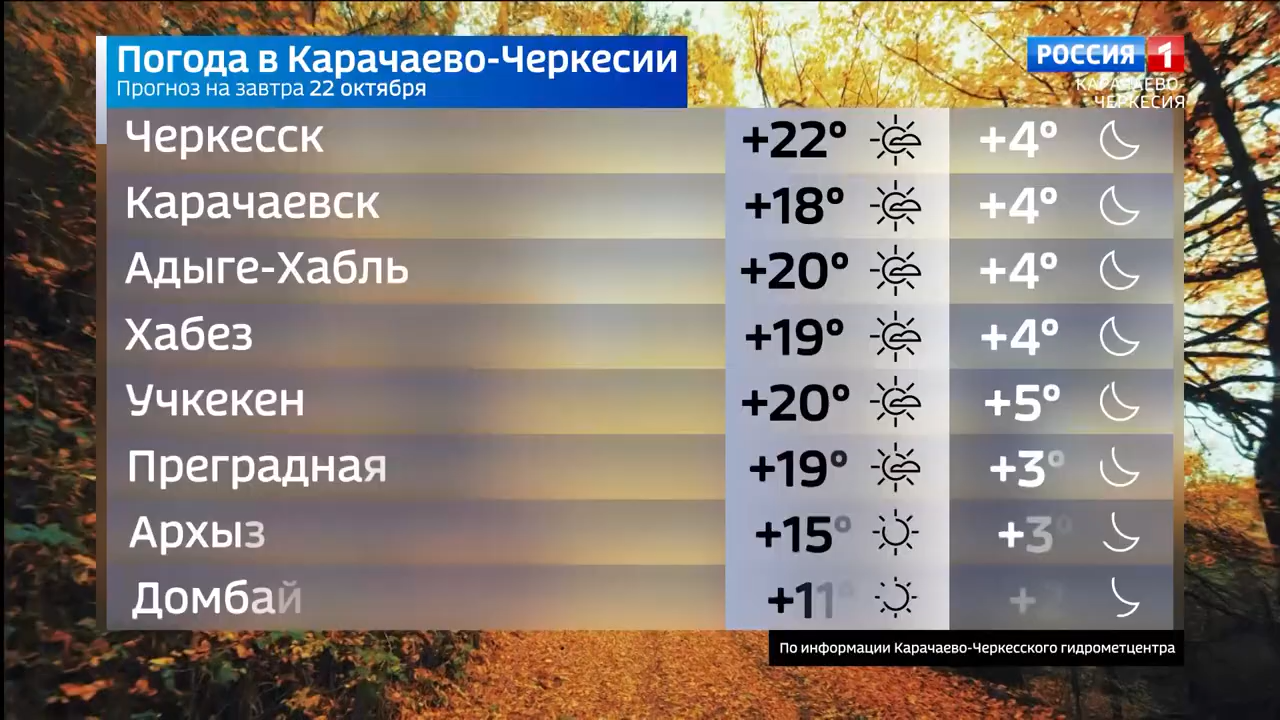 Погода в Карачаево-Черкесии
Прогноз на завтра 22 октября
РОССИЯ 1
КАРАЧАЕВО-
ЧЕРКЕСИЯ
Черкесск +22° +4°
Карачаевск +18° +4°
Адыге-Хабль +20° +4°
Хабез +19° +4°
Учкекен +20° +5°
Преградная +19° +3°
Архыз +15° +3°
Домбай +11° +2
По информации Карачаево-Черкесского гидрометцентра